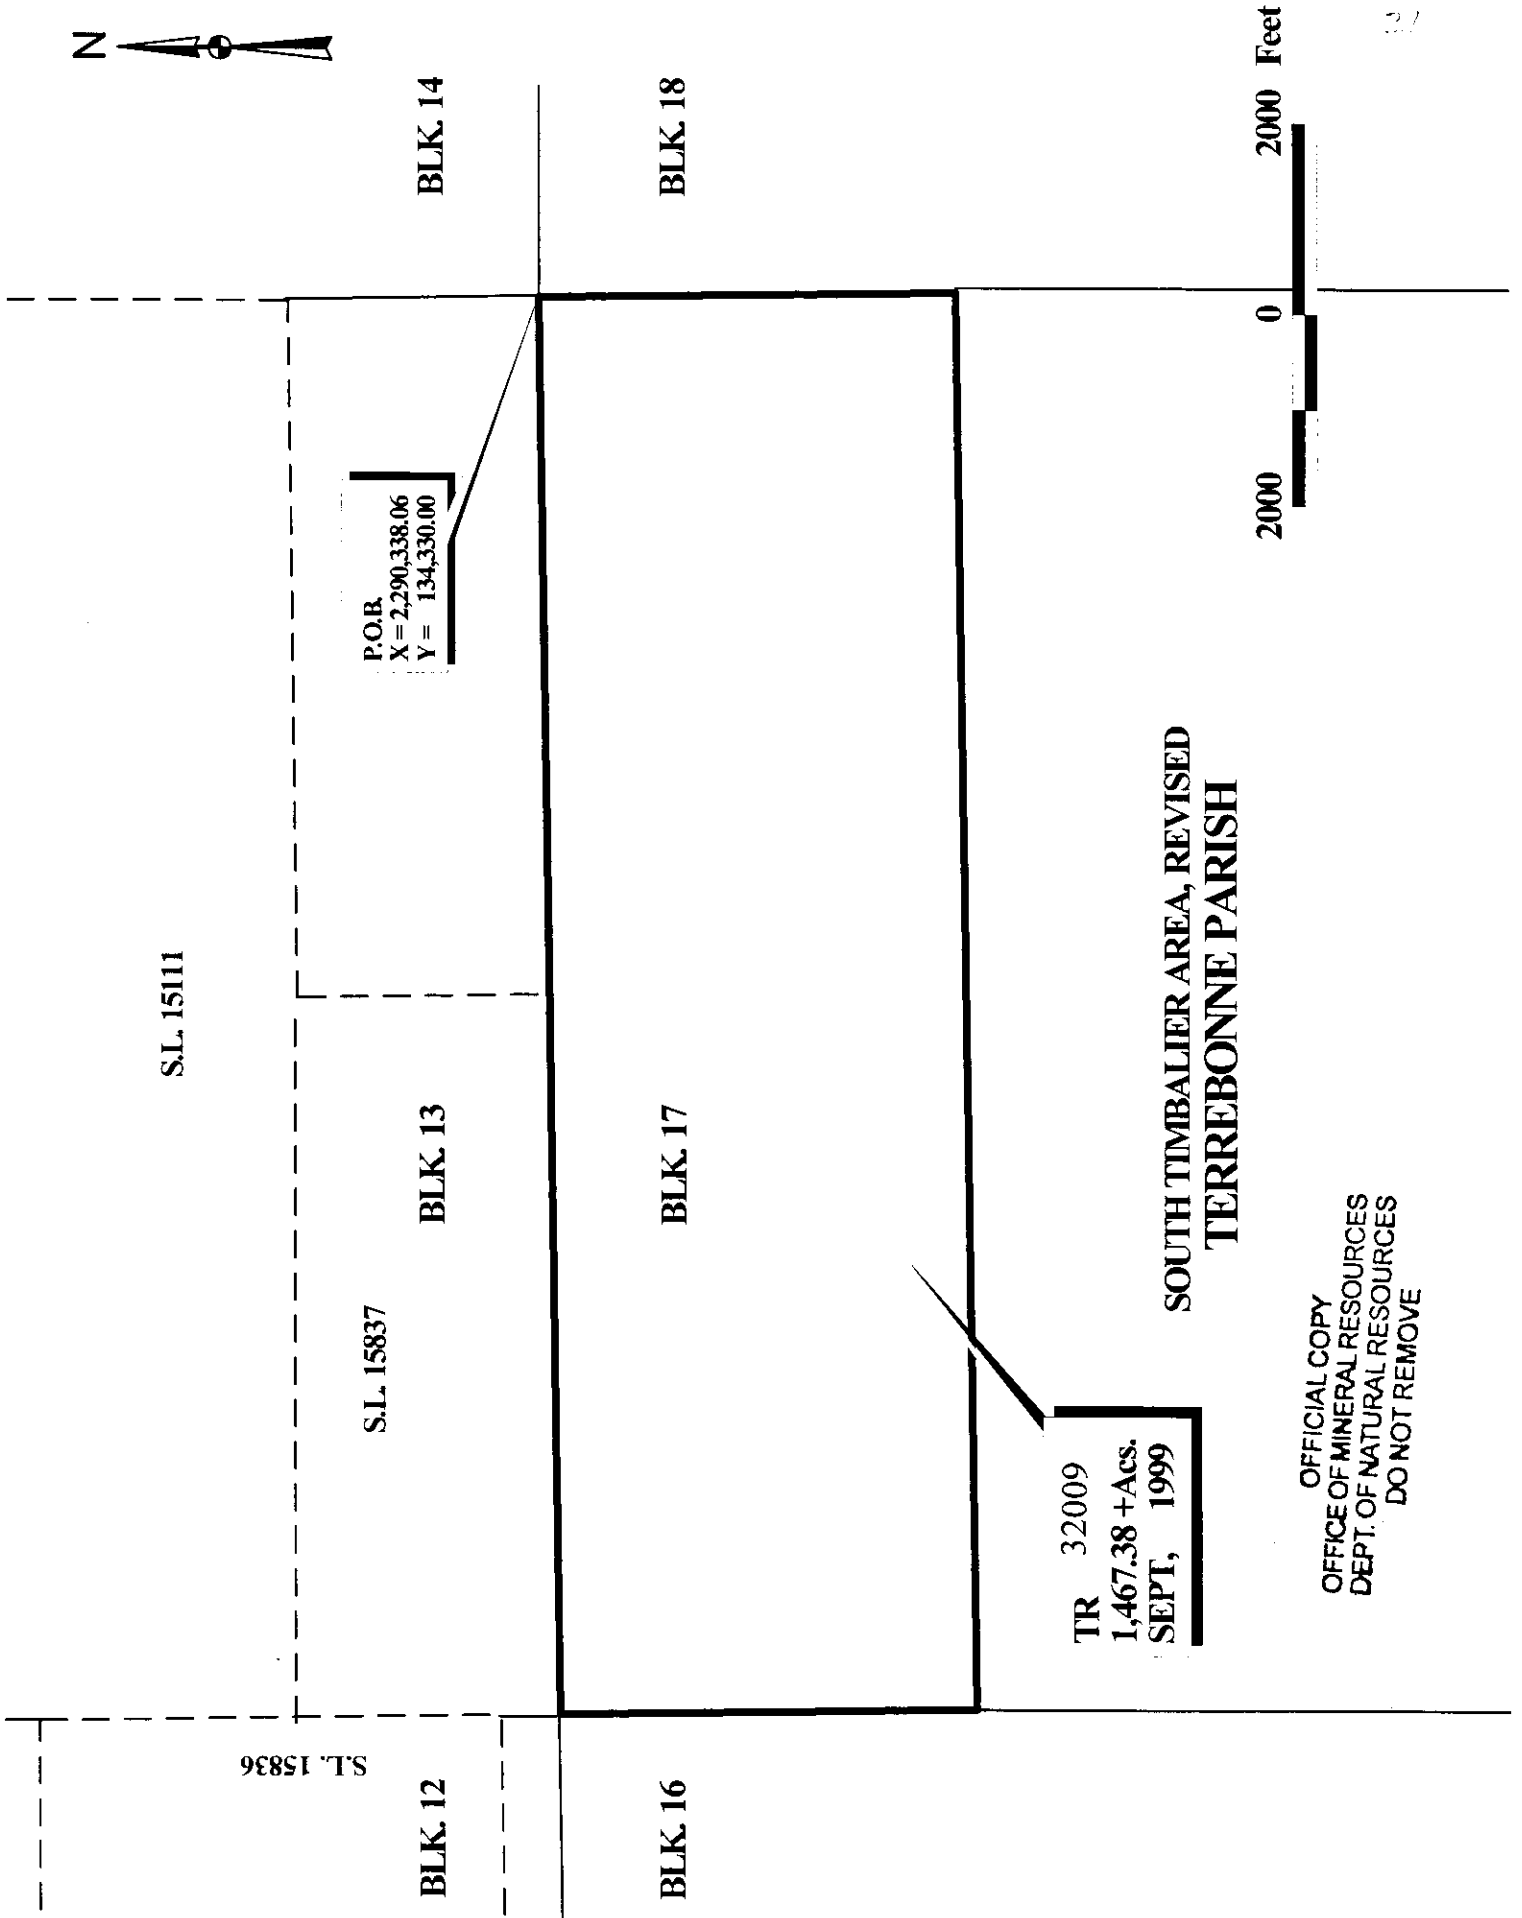 N
S.L. 15111
P.O.B.
X = 2,290,338.06
Y = 134,330.00
S.L. 15837
S.L. 15836
BLK. 12
BLK. 13
BLK. 14
BLK. 16
BLK. 17
BLK. 18
TR 32009
1,467.38 +Acs.
SEPT, 1999
SOUTH TIMBALIER AREA, REVISED
TERREBONNE PARISH
2000 0 2000 Feet
OFFICIAL COPY
OFFICE OF MINERAL RESOURCES
DEPT. OF NATURAL RESOURCES
DO NOT REMOVE